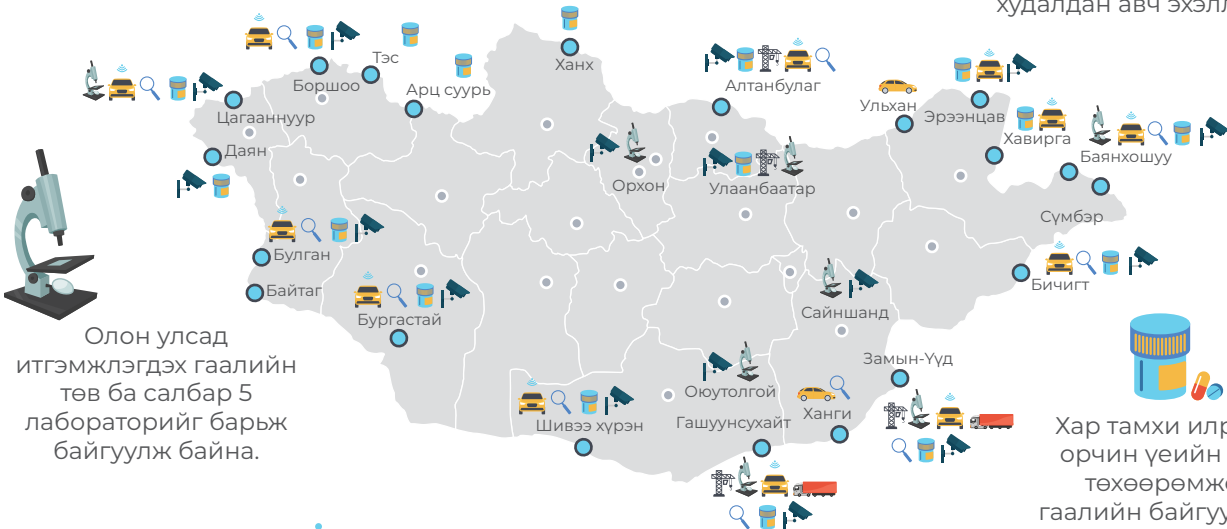 худалдан авч эхэлл
Ханх
Тэс
Боршоо
Арц суурь
Алтанбулаг
Ульхан
Эрээнцав
Цагааннуур
Хавирга
Баянхошуу
Даян
Орхон
Улаанбаатар
Сүмбэр
Булган
Байтаг
Бичигт
Бургастай
Сайншанд
Олон улсад
итгэмжлэгдэх гаалийн
төв ба салбар 5
лабораторийг барьж
байгуулж байна.
Замын-Үүд
Оюутолгой
Шивээ хүрэн
Гашуунсухайт
Ханги
Хар тамхи илр
орчин үеийн
төхөөрөмж
гаалийн байгуу